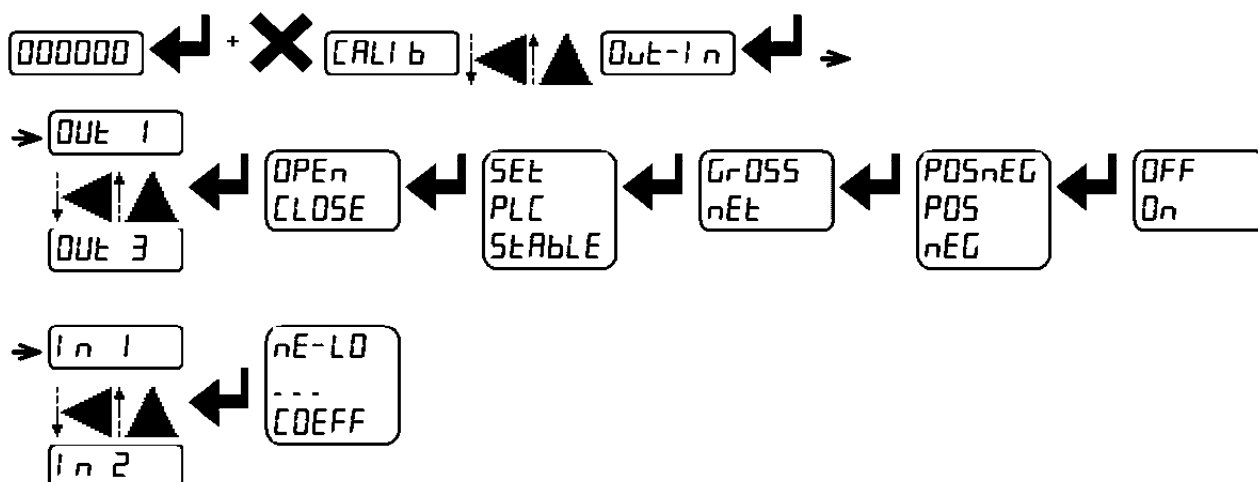 000000 + CALIb Out-In
OUt 1
OPEn
CLOSE
SEt
PLC
StAbLE
GrOSS
nEt
POSnEG
POS
nEG
OFF
On
OUt 3
In 1
nE-LO
---
COEFF
In 2